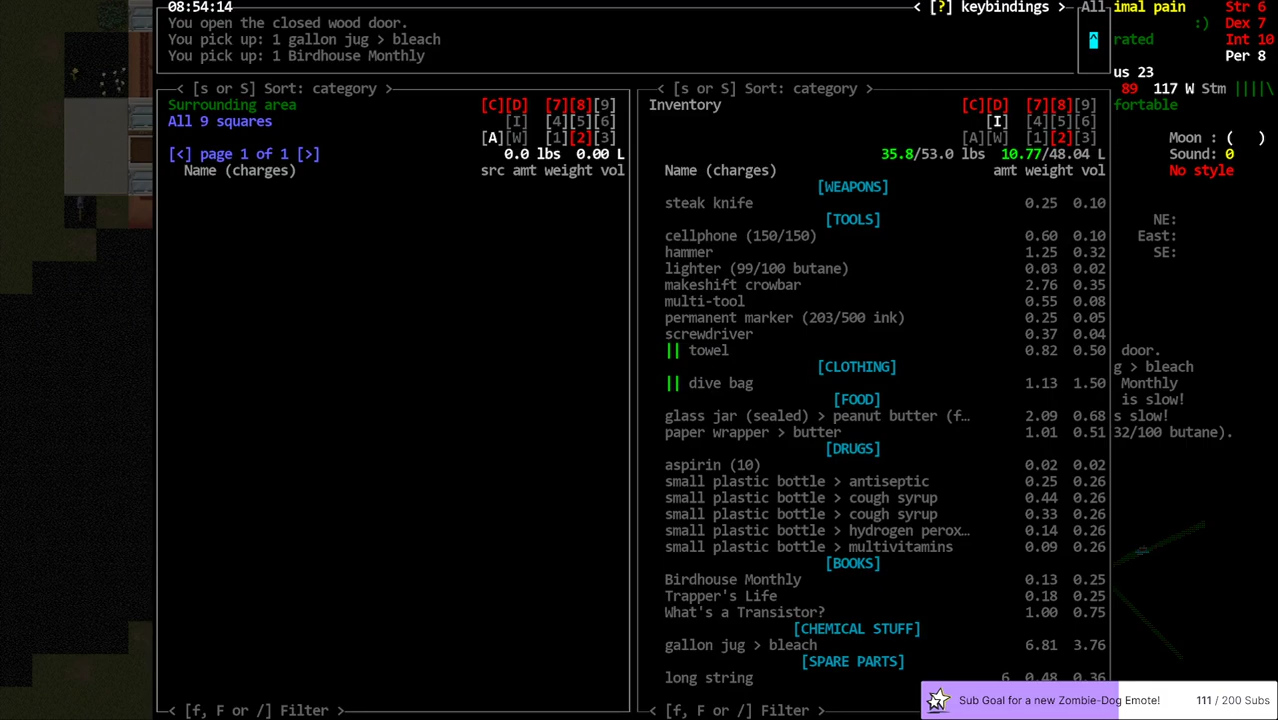 08:54:14
You open the closed wood door.
You pick up: 1 gallon jug > bleach
You pick up: 1 Birdhouse Monthly
< [?] keybindings >
All
^
imal pain
:)
rated
us 23
89 117 W Stm ||||\
fortable
Str 6
Dex 7
Int 10
Per 8
Moon : ( )
Sound: 0
No style
NE:
East:
SE:
door.
g > bleach
Monthly
is slow!
s slow!
32/100 butane).
< [s or S] Sort: category >
Surrounding area [C][D] [7][8][9]
All 9 squares [I] [4][5][6]
[A][W] [1][2][3]
[<] page 1 of 1 [>] 0.0 lbs 0.00 L
Name (charges) src amt weight vol
< [f, F or /] Filter >
< [s or S] Sort: category >
Inventory [C][D] [7][8][9]
[I] [4][5][6]
[A][W] [1][2][3]
35.8/53.0 lbs 10.77/48.04 L
Name (charges) amt weight vol
[WEAPONS]
steak knife 0.25 0.10
[TOOLS]
cellphone (150/150) 0.60 0.10
hammer 1.25 0.32
lighter (99/100 butane) 0.03 0.02
makeshift crowbar 2.76 0.35
multi-tool 0.55 0.08
permanent marker (203/500 ink) 0.25 0.05
screwdriver 0.37 0.04
|| towel 0.82 0.50
[CLOTHING]
|| dive bag 1.13 1.50
[FOOD]
glass jar (sealed) > peanut butter (f… 2.09 0.68
paper wrapper > butter 1.01 0.51
[DRUGS]
aspirin (10) 0.02 0.02
small plastic bottle > antiseptic 0.25 0.26
small plastic bottle > cough syrup 0.44 0.26
small plastic bottle > cough syrup 0.33 0.26
small plastic bottle > hydrogen perox… 0.14 0.26
small plastic bottle > multivitamins 0.09 0.26
[BOOKS]
Birdhouse Monthly 0.13 0.25
Trapper's Life 0.18 0.25
What's a Transistor? 1.00 0.75
[CHEMICAL STUFF]
gallon jug > bleach 6.81 3.76
[SPARE PARTS]
long string 6 0.48 0.36
< [f, F or /] Filter >
Sub Goal for a new Zombie-Dog Emote! 111 / 200 Subs